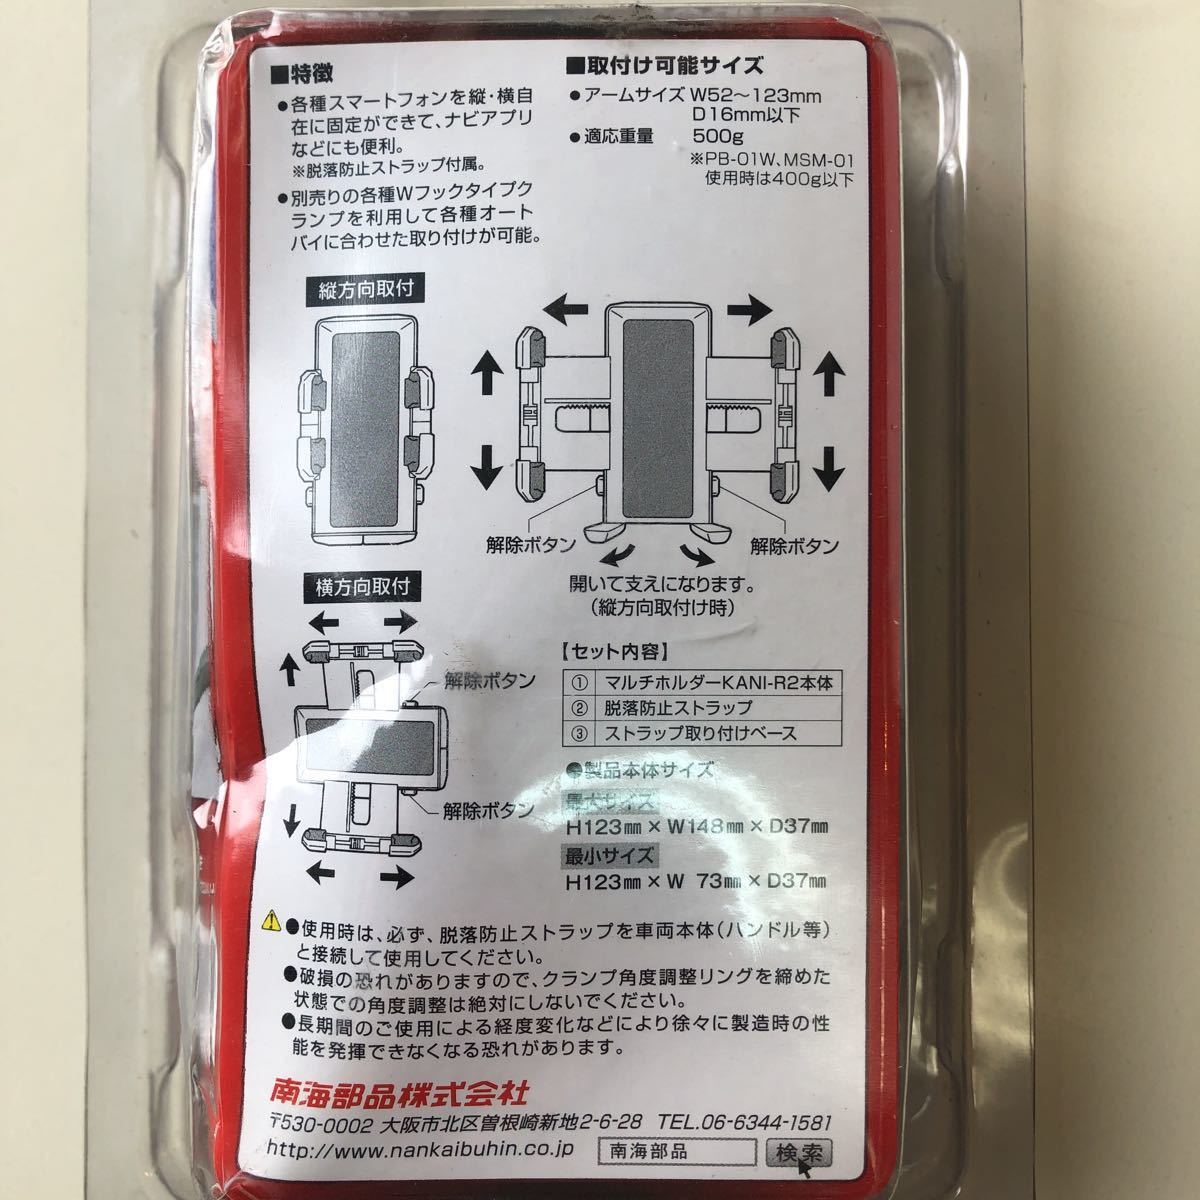 ■特徴
●各種スマートフォンを縦・横自
在に固定ができて、ナビアプリ
などにも便利。
※脱落防止ストラップ付属。
●別売りの各種Wフックタイプク
ランプを利用して各種オート
バイに合わせた取り付けが可能。
■取付け可能サイズ
●アームサイズ W52〜123mm
D16mm以下
●適応重量 500g
※PB-01W、MSM-01
使用時は400g以下
縦方向取付
解除ボタン
解除ボタン
開いて支えになります。
（縦方向取付け時）
横方向取付
解除ボタン
解除ボタン
【セット内容】
① マルチホルダーKANI-R2本体
② 脱落防止ストラップ
③ ストラップ取り付けベース
●製品本体サイズ
最大サイズ
H123㎜×W148㎜×D37㎜
最小サイズ
H123㎜×W 73㎜×D37㎜
●使用時は、必ず、脱落防止ストラップを車両本体（ハンドル等）
と接続して使用してください。
●破損の恐れがありますので、クランプ角度調整リングを締めた
状態での角度調整は絶対にしないでください。
●長期間のご使用による経度変化などにより徐々に製造時の性
能を発揮できなくなる恐れがあります。
南海部品株式会社
〒530-0002 大阪市北区曽根崎新地2-6-28 TEL.06-6344-1581
http://www.nankaibuhin.co.jp 南海部品 検索